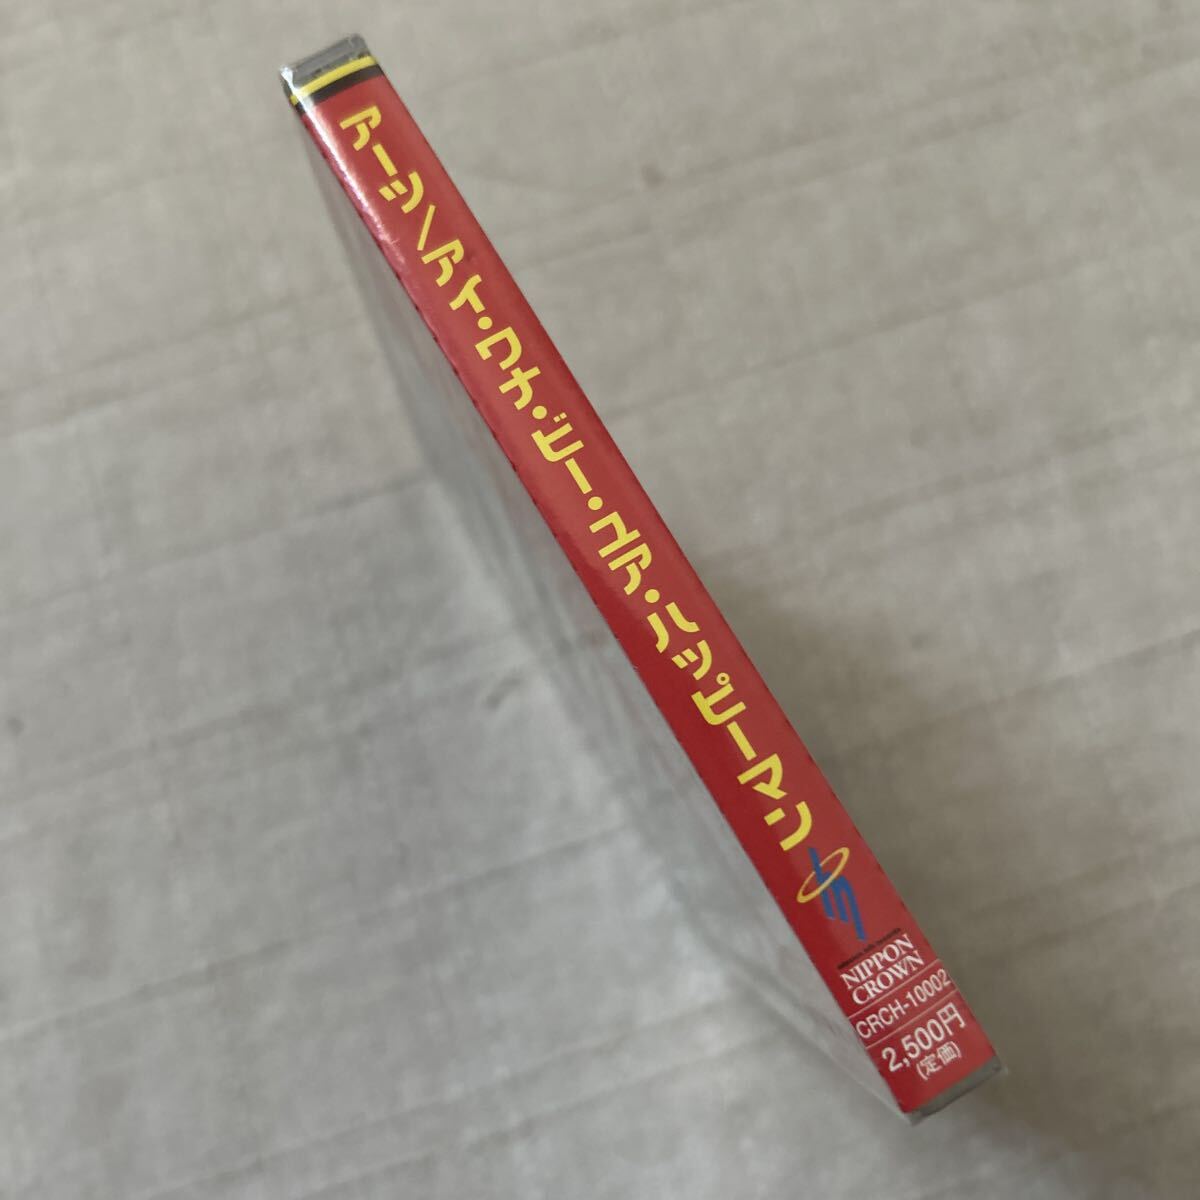 アーツ/アイ・ワナ・ビー・ユア・ハッピーマン
NIPPON
CROWN
CRCH-10002
2,500円
(定価)